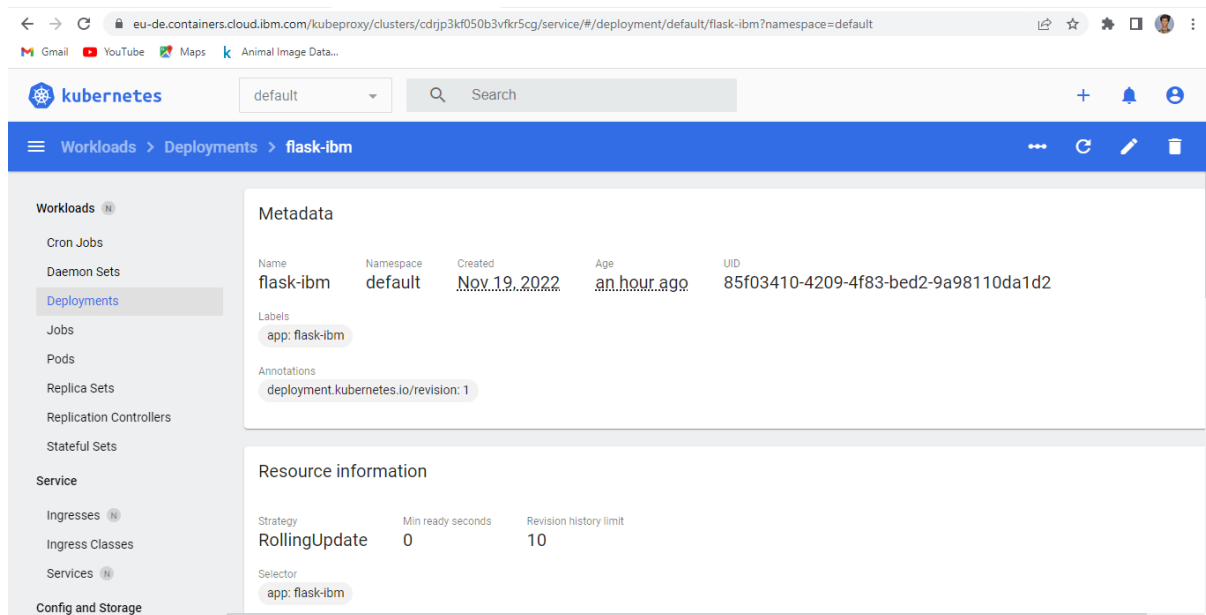 eu-de.containers.cloud.ibm.com/kubeproxy/clusters/cdrjp3kf050b3vfkr5cg/service/#/deployment/default/flask-ibm?namespace=default
Gmail YouTube Maps Animal Image Data...
kubernetes default Search
Workloads > Deployments > flask-ibm
Workloads N
Cron Jobs
Daemon Sets
Deployments
Jobs
Pods
Replica Sets
Replication Controllers
Stateful Sets
Service
Ingresses N
Ingress Classes
Services N
Config and Storage
Metadata
Name Namespace Created Age UID
flask-ibm default Nov 19, 2022 an hour ago 85f03410-4209-4f83-bed2-9a98110da1d2
Labels
app: flask-ibm
Annotations
deployment.kubernetes.io/revision: 1
Resource information
Strategy Min ready seconds Revision history limit
RollingUpdate 0 10
Selector
app: flask-ibm